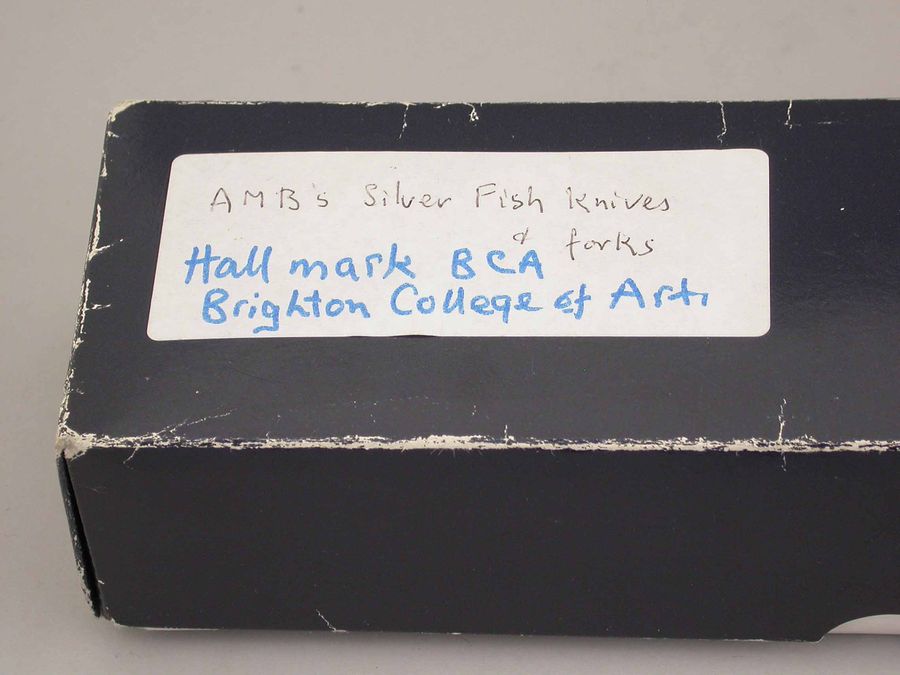 AMB's Silver Fish Knives
& forks
Hall mark BCA
Brighton College of Arts